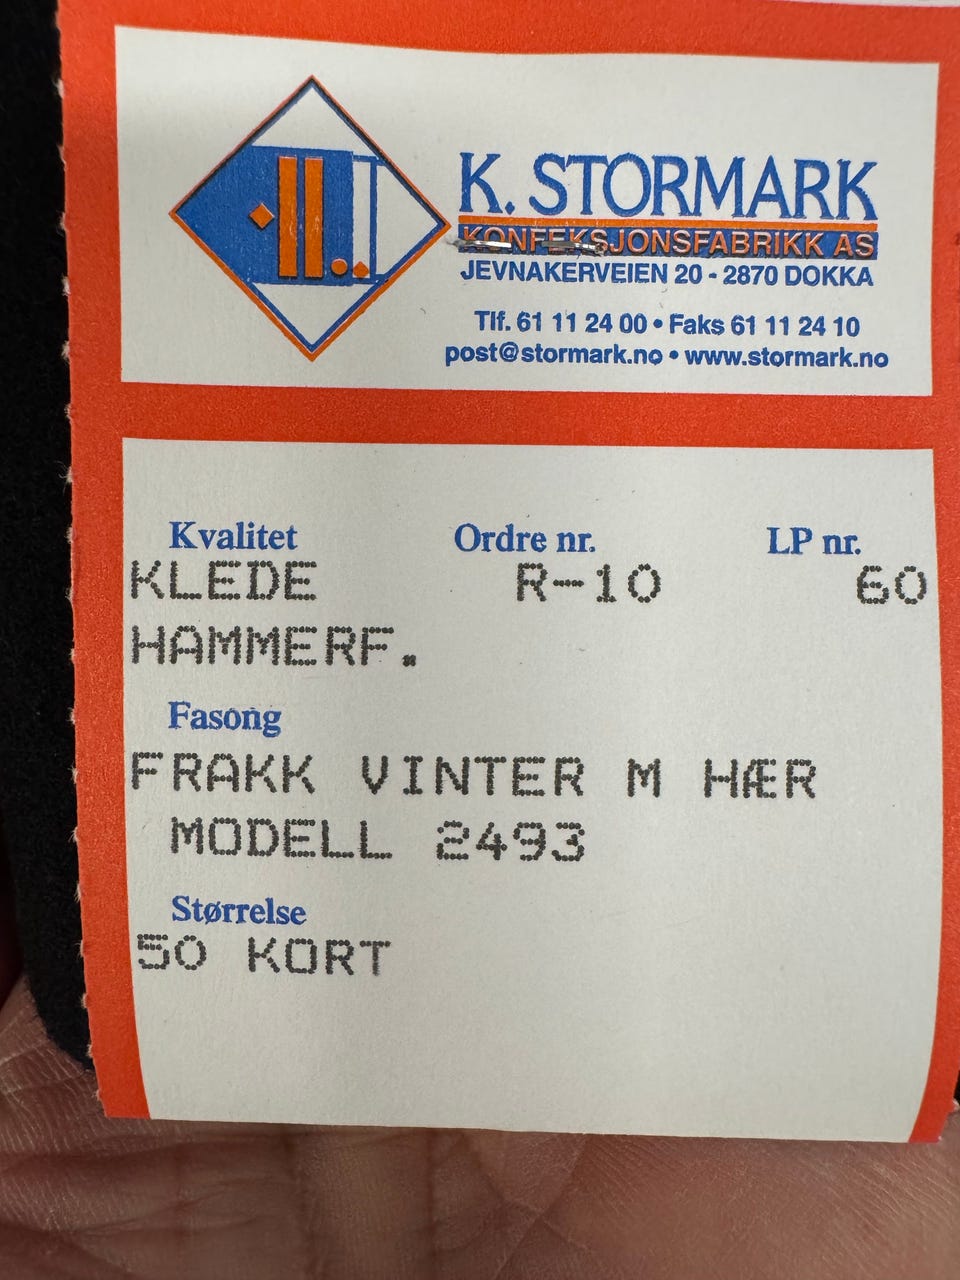 K. STORMARK
KONFEKSJONSFABRIKK AS
JEVNAKERVEIEN 20 - 2870 DOKKA
Tlf. 61 11 24 00 • Faks 61 11 24 10
post@stormark.no • www.stormark.no
Kvalitet Ordre nr. LP nr.
KLEDE R-10 60
HAMMERF.
Fasong
FRAKK VINTER M HÆR
MODELL 2493
Størrelse
50 KORT